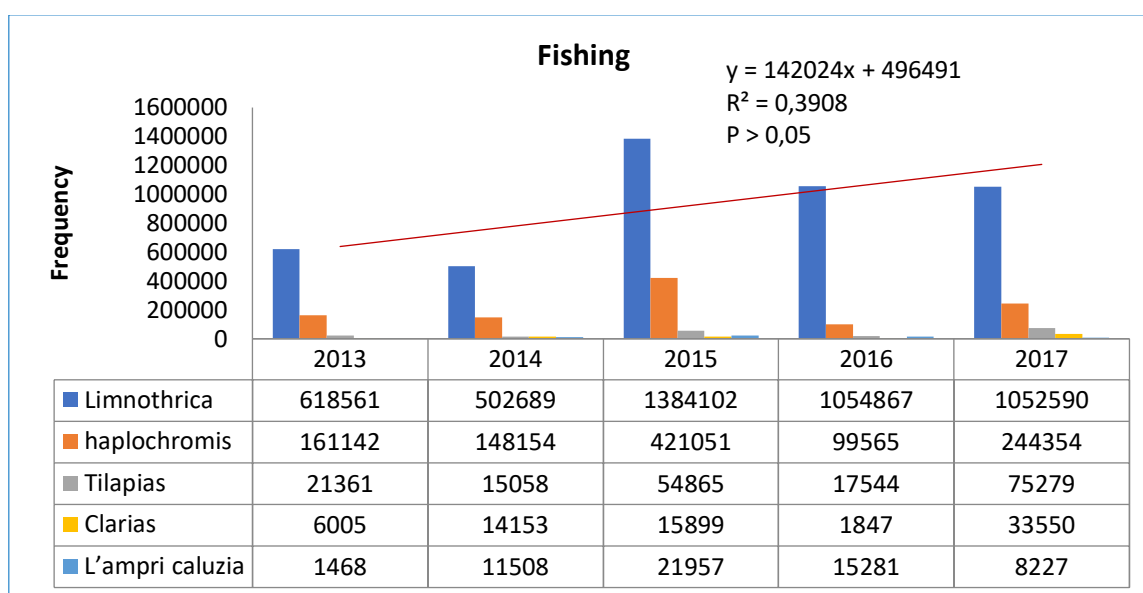 Fishing
y = 142024x + 496491
R² = 0,3908
P > 0,05
Frequency
1600000
1400000
1200000
1000000
800000
600000
400000
200000
0
2013 2014 2015 2016 2017
Limnothrica 618561 502689 1384102 1054867 1052590
haplochromis 161142 148154 421051 99565 244354
Tilapias 21361 15058 54865 17544 75279
Clarias 6005 14153 15899 1847 33550
L’ampri caluzia 1468 11508 21957 15281 8227